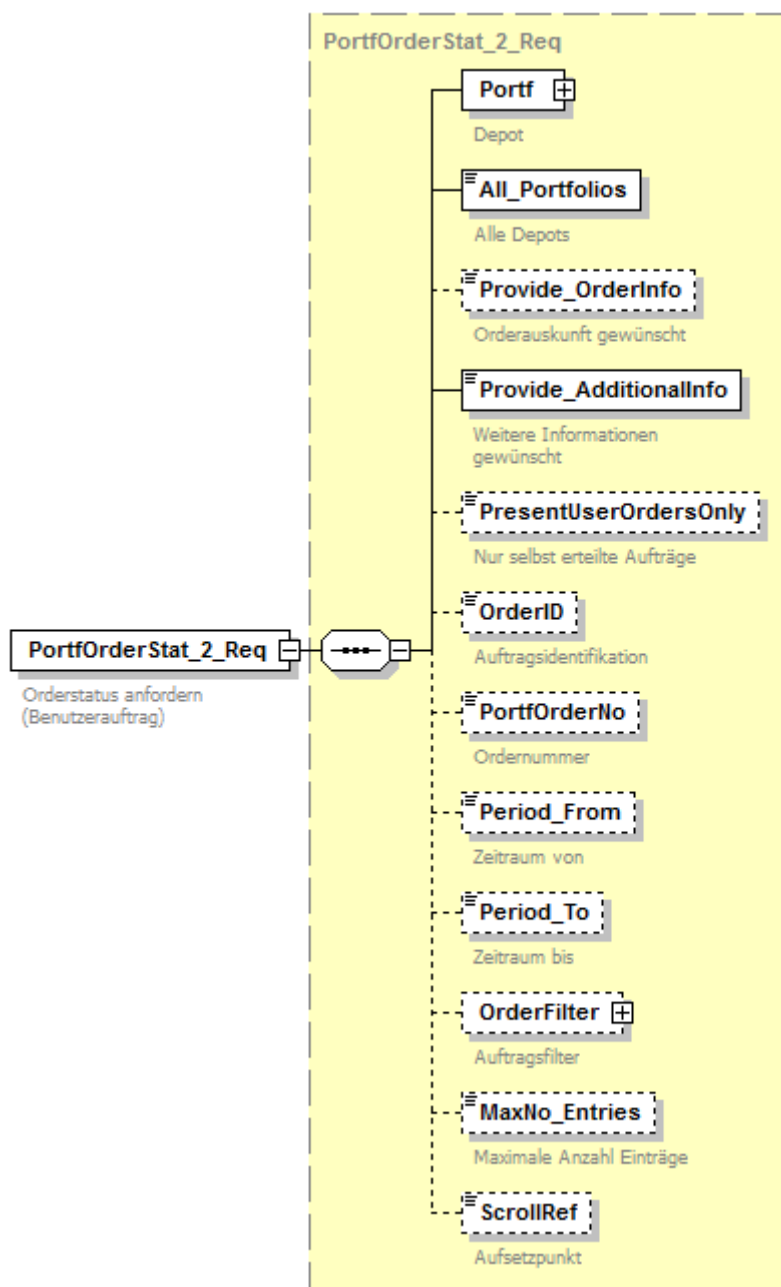 PortfOrderStat_2_Req
Portf
Depot
All_Portfolios
Alle Depots
Provide_OrderInfo
Orderauskunft gewünscht
Provide_AdditionalInfo
Weitere Informationen
gewünscht
PresentUserOrdersOnly
Nur selbst erteilte Aufträge
OrderID
Auftragsidentifikation
PortfOrderStat_2_Req
Orderstatus anfordern
(Benutzerauftrag)
PortfOrderNo
Ordernummer
Period_From
Zeitraum von
Period_To
Zeitraum bis
OrderFilter
Auftragsfilter
MaxNo_Entries
Maximale Anzahl Einträge
ScrollRef
Aufsetzpunkt